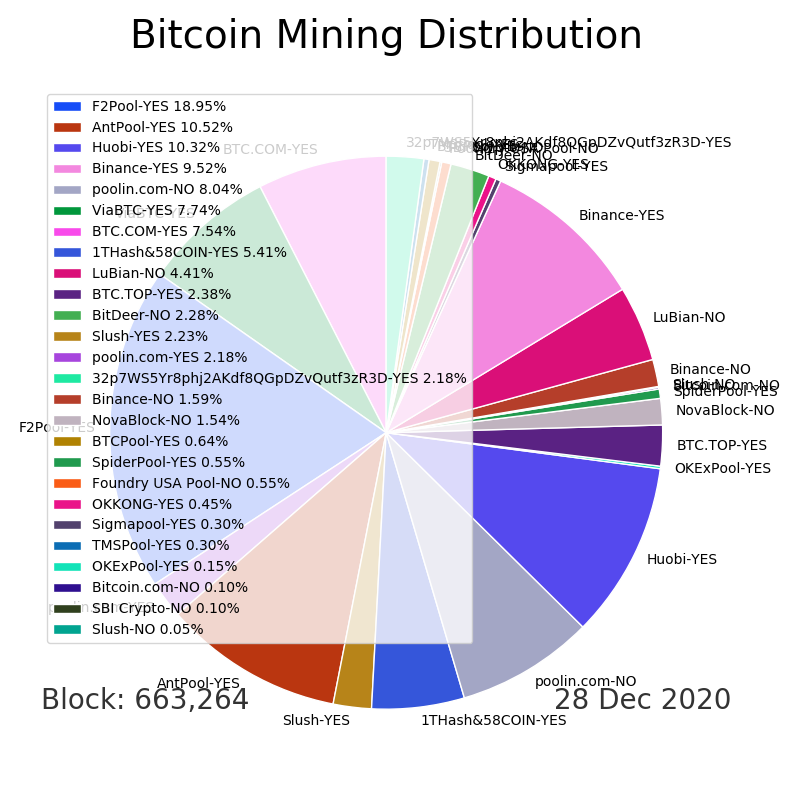 Bitcoin Mining Distribution
F2Pool-YES 18.95%
AntPool-YES 10.52%
Huobi-YES 10.32%
Binance-YES 9.52%
poolin.com-NO 8.04%
ViaBTC-YES 7.74%
BTC.COM-YES 7.54%
1THash&58COIN-YES 5.41%
LuBian-NO 4.41%
BTC.TOP-YES 2.38%
BitDeer-NO 2.28%
Slush-YES 2.23%
poolin.com-YES 2.18%
32p7WS5Yr8phj2AKdf8QGpDZvQutf3zR3D-YES 2.18%
Binance-NO 1.59%
NovaBlock-NO 1.54%
BTCPool-YES 0.64%
SpiderPool-YES 0.55%
Foundry USA Pool-NO 0.55%
OKKONG-YES 0.45%
Sigmapool-YES 0.30%
TMSPool-YES 0.30%
OKExPool-YES 0.15%
Bitcoin.com-NO 0.10%
SBI Crypto-NO 0.10%
Slush-NO 0.05%
BTC.COM-YES
BitDeer-NO
OKKONG-YES
Sigmapool-YES
Binance-YES
LuBian-NO
Binance-NO
Slush-NO
Bitcoin.com-NO
SpiderPool-YES
NovaBlock-NO
BTC.TOP-YES
OKExPool-YES
Huobi-YES
poolin.com-NO
1THash&58COIN-YES
Slush-YES
AntPool-YES
F2Pool-YES
Block: 663,264
28 Dec 2020